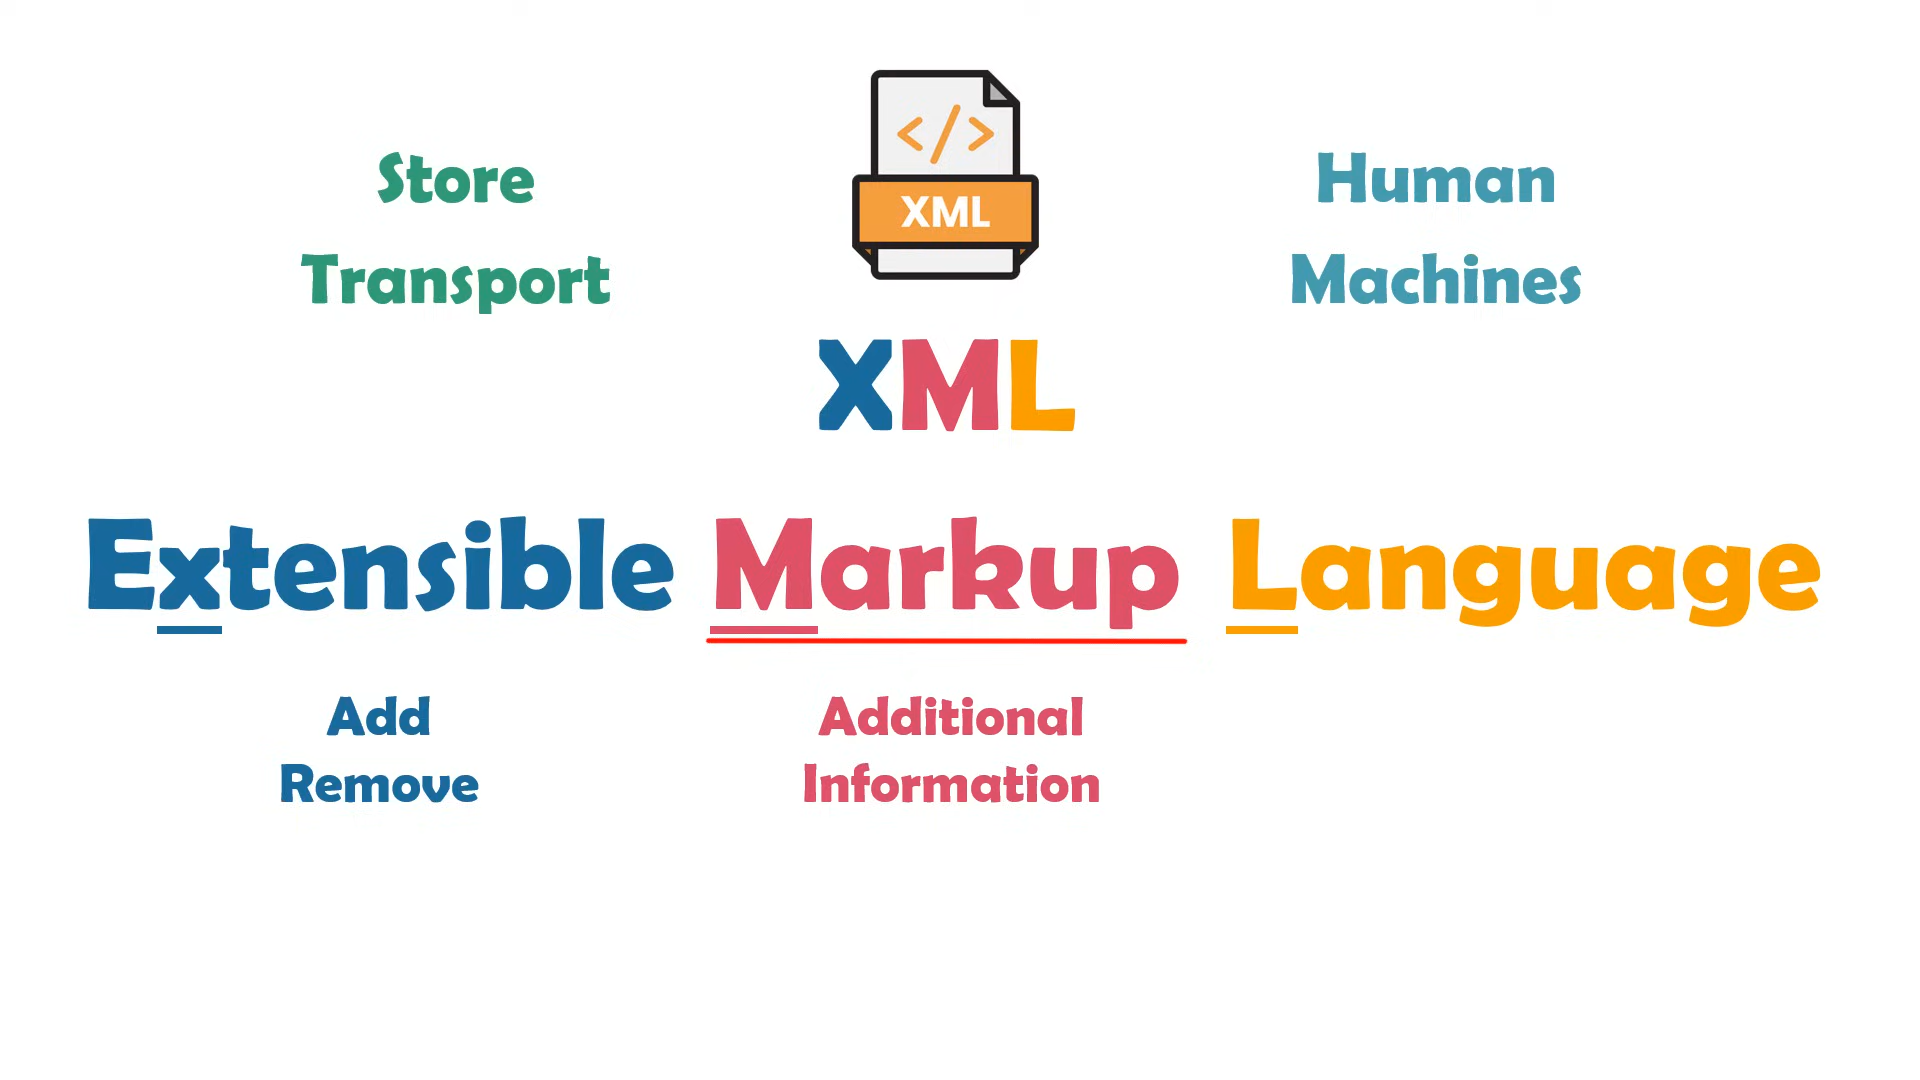 </>
XML
Store
Transport
Human
Machines
XML
Extensible Markup Language
Add
Remove
Additional
Information